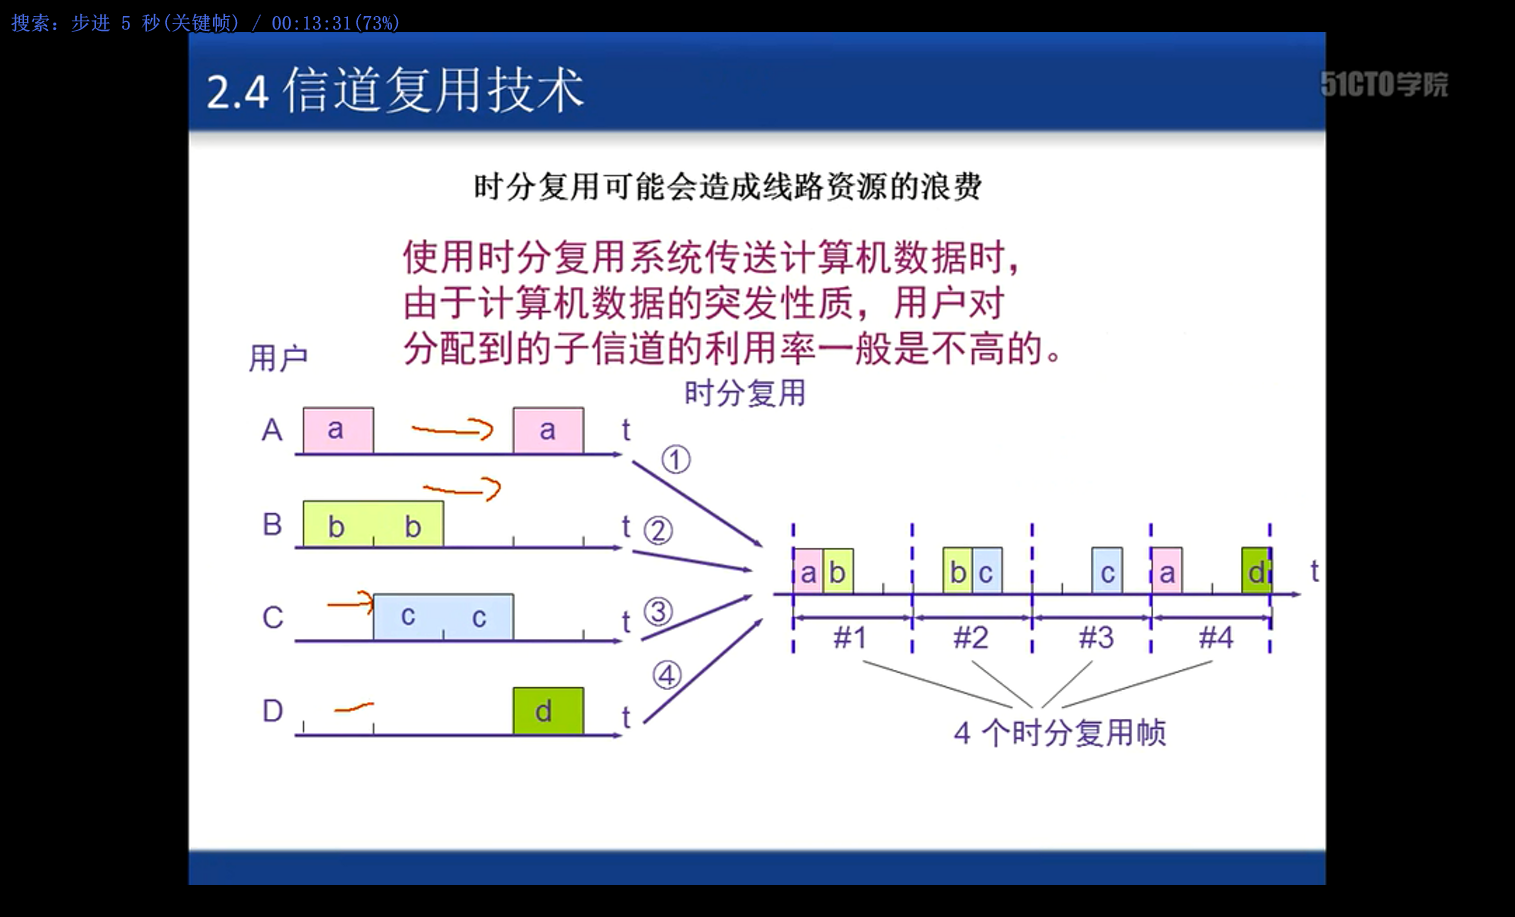 搜索：步进 5 秒(关键帧) / 00:13:31(73%)
2.4 信道复用技术
51CTO学院
时分复用可能会造成线路资源的浪费
使用时分复用系统传送计算机数据时，
由于计算机数据的突发性质，用户对
分配到的子信道的利用率一般是不高的。
用户
时分复用
A a a t ①
B b b t ②
a b b c c a d t
C c c t ③
#1 #2 #3 #4
D d t ④
4 个时分复用帧